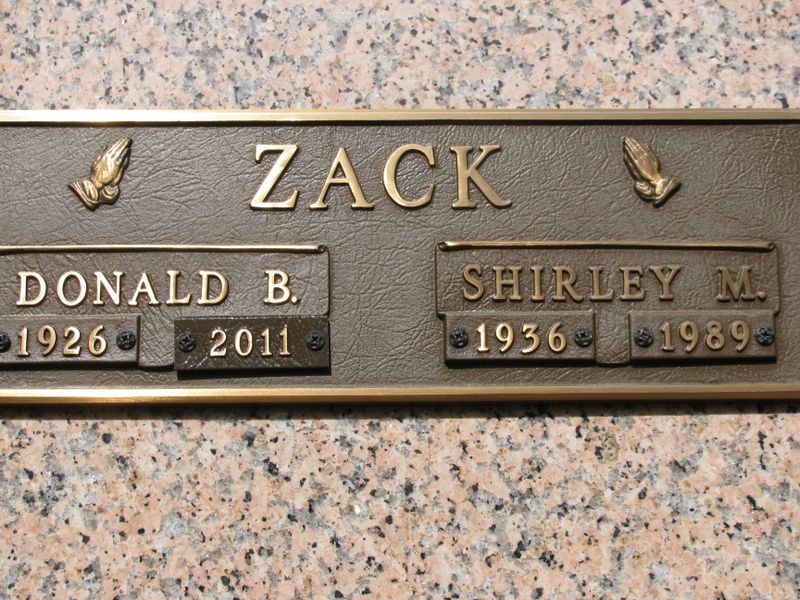 ZACK
DONALD B.
1926 2011
SHIRLEY M.
1936 1989